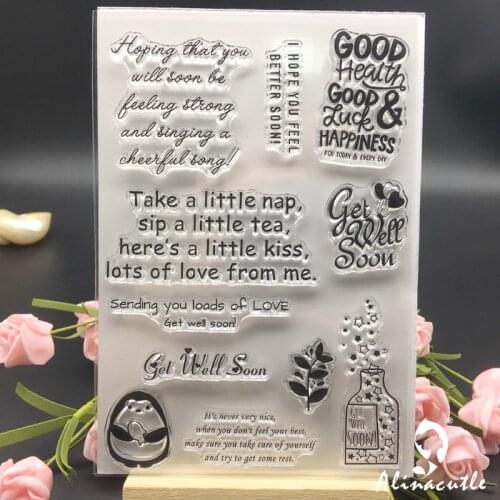 Hoping that you
will soon be
feeling strong
and singing a
cheerful song!
I HOPE YOU FEEL
BETTER SOON!
GOOD
Health
GOOD &
Luck
HAPPINESS
FOR TODAY & EVERY DAY
Take a little nap,
sip a little tea,
here's a little kiss,
lots of love from me.
Get
Well
Soon
Sending you loads of LOVE
Get well soon!
Get Well Soon
It's never very nice,
when you don't feel your best,
make sure you take care of yourself
and try to get some rest.
GET
WELL
SOON!
Alinacutle